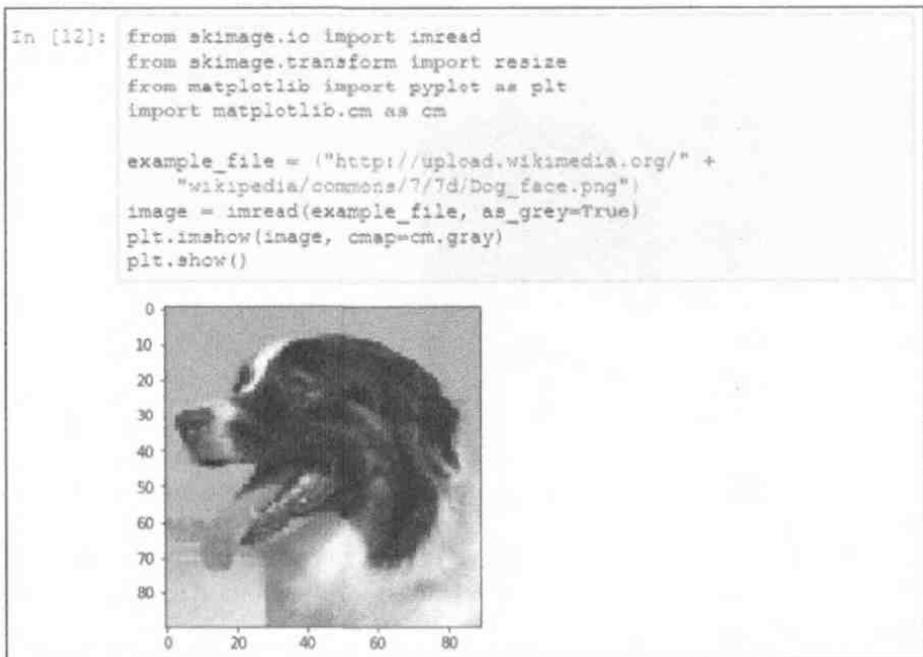 In [12]: from skimage.io import imread
from skimage.transform import resize
from matplotlib import pyplot as plt
import matplotlib.cm as cm
example_file = ("http://upload.wikimedia.org/" +
"wikipedia/commons/7/7d/Dog_face.png")
image = imread(example_file, as_grey=True)
plt.imshow(image, cmap=cm.gray)
plt.show()
0
10
20
30
40
50
60
70
80
0 20 40 60 80